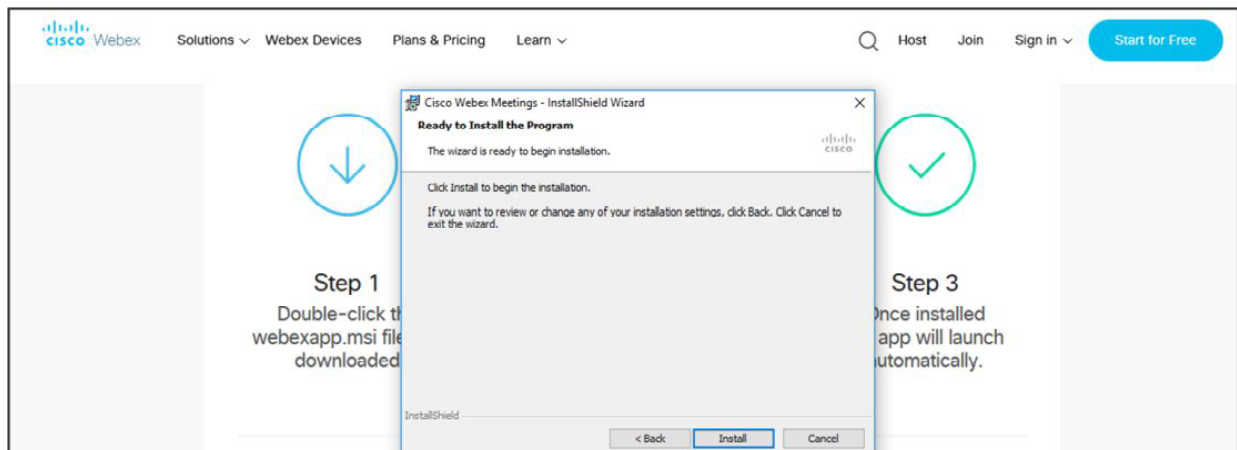 CISCO Webex Solutions Webex Devices Plans & Pricing Learn Host Join Sign in Start for Free
Cisco Webex Meetings - InstallShield Wizard
Ready to Install the Program
The wizard is ready to begin installation.
CISCO
Click Install to begin the installation.
If you want to review or change any of your installation settings, click Back. Click Cancel to
exit the wizard.
InstallShield
< Back Install Cancel
Step 1
Double-click th
webexapp.msi file
downloaded
Step 3
Once installed
app will launch
automatically.